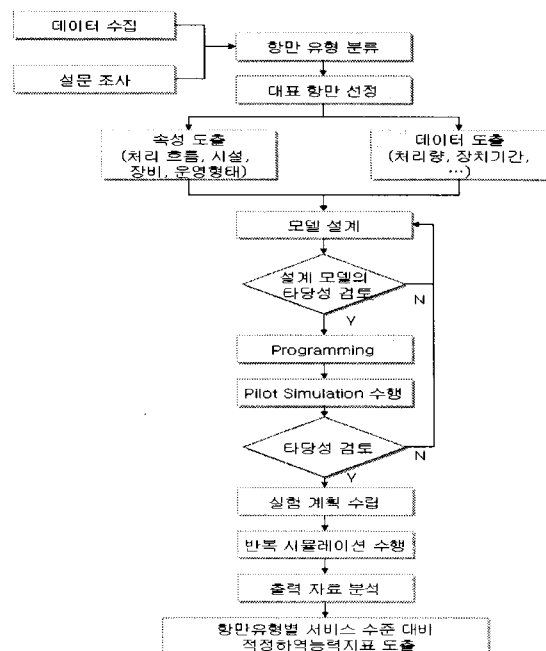 데이터 수집
설문 조사
항만 유형 분류
대표 항만 선정
속성 도출
(처리 흐름, 시설,
장비, 운영형태)
데이터 도출
(처리량, 장치기간,
…)
모델 설계
설계 모델의
타당성 검토
N
Y
Programming
Pilot Simulation 수행
타당성 검토
N
Y
실험 계획 수립
반복 시뮬레이션 수행
출력 자료 분석
항만유형별 서비스 수준 대비
적정하역능력지표 도출